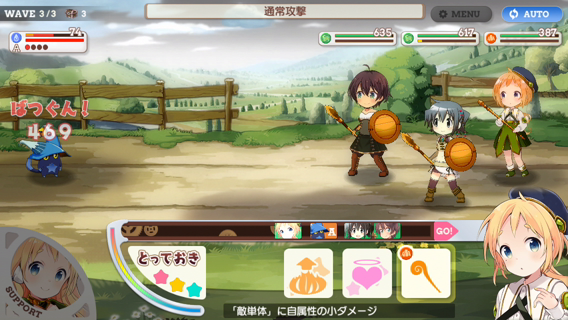 WAVE 3/3 3
通常攻撃
MENU
AUTO
74
A
635
617
387
ばつぐん！
469
A
GO!
とっておき
SUPPORT
「敵単体」に自属性の小ダメージ